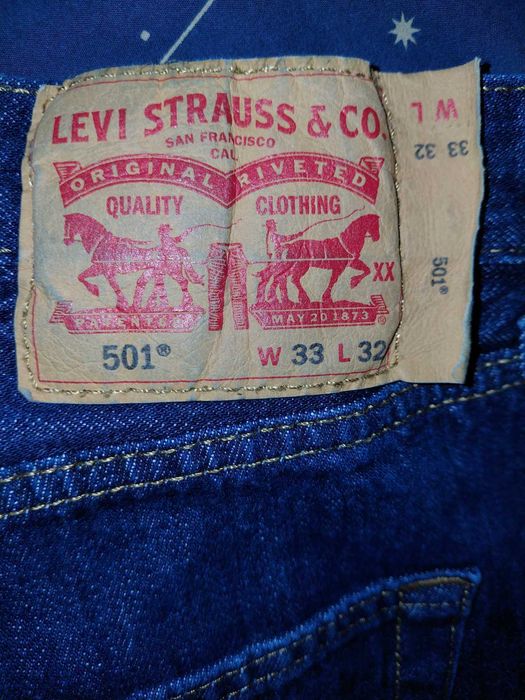 LEVI STRAUSS & CO.
SAN FRANCISCO
CAL.
ORIGINAL RIVETED
QUALITY CLOTHING
XX
MAY 20 1873 ®
501® W 33 L 32
W L
33 32
501®